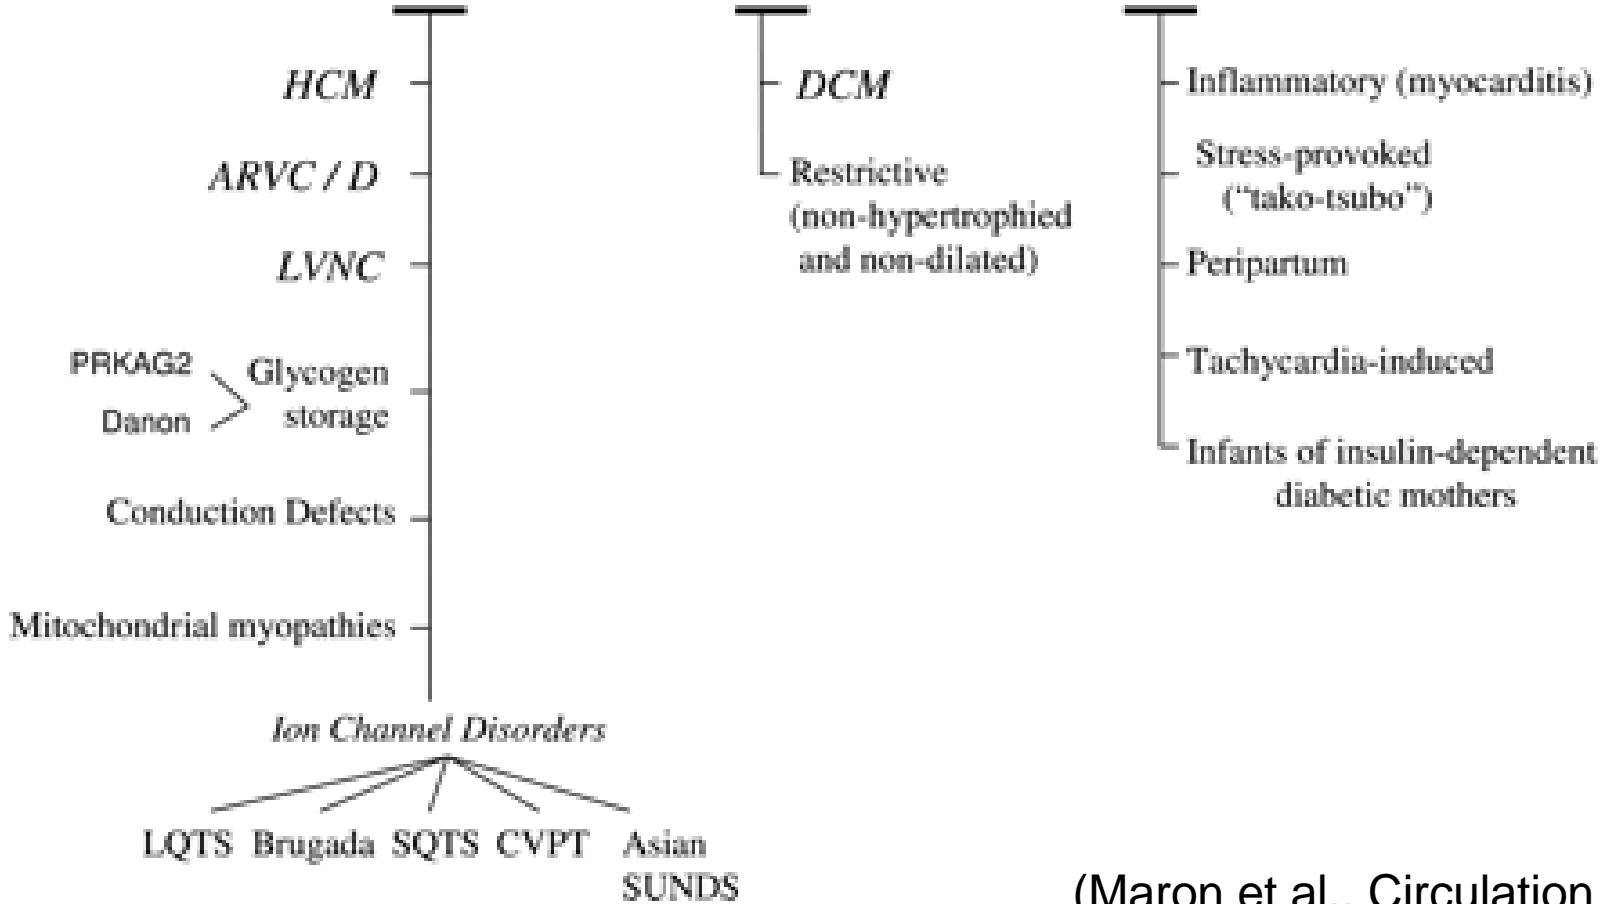 HCM
ARVC / D
LVNC
PRKAG2
Danon
Glycogen
storage
Conduction Defects
Mitochondrial myopathies
Ion Channel Disorders
LQTS Brugada SQTS CVPT Asian
SUNDS
DCM
Restrictive
(non-hypertrophied
and non-dilated)
Inflammatory (myocarditis)
Stress-provoked
(“tako-tsubo”)
Peripartum
Tachycardia-induced
Infants of insulin-dependent
diabetic mothers
(Maron et al., Circulation